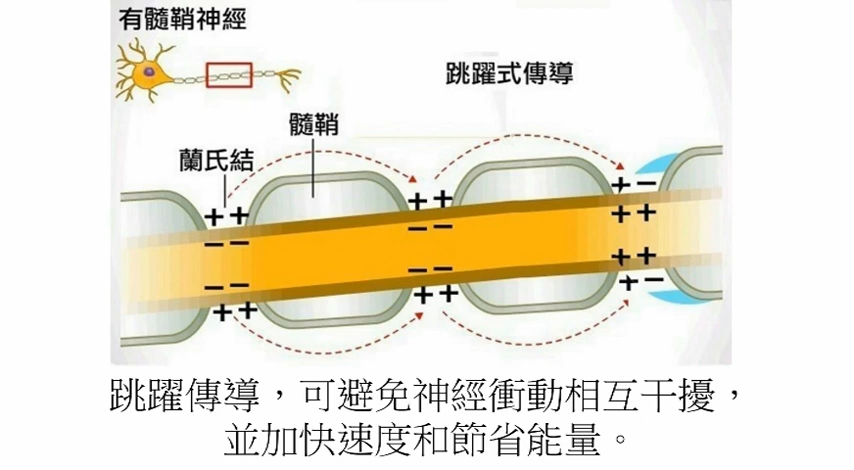 有髓鞘神經
跳躍式傳導
髓鞘
蘭氏結
++ ++ ++ +−
−− −− ++
−− −− ++
++ ++ +−
跳躍傳導，可避免神經衝動相互干擾，
並加快速度和節省能量。